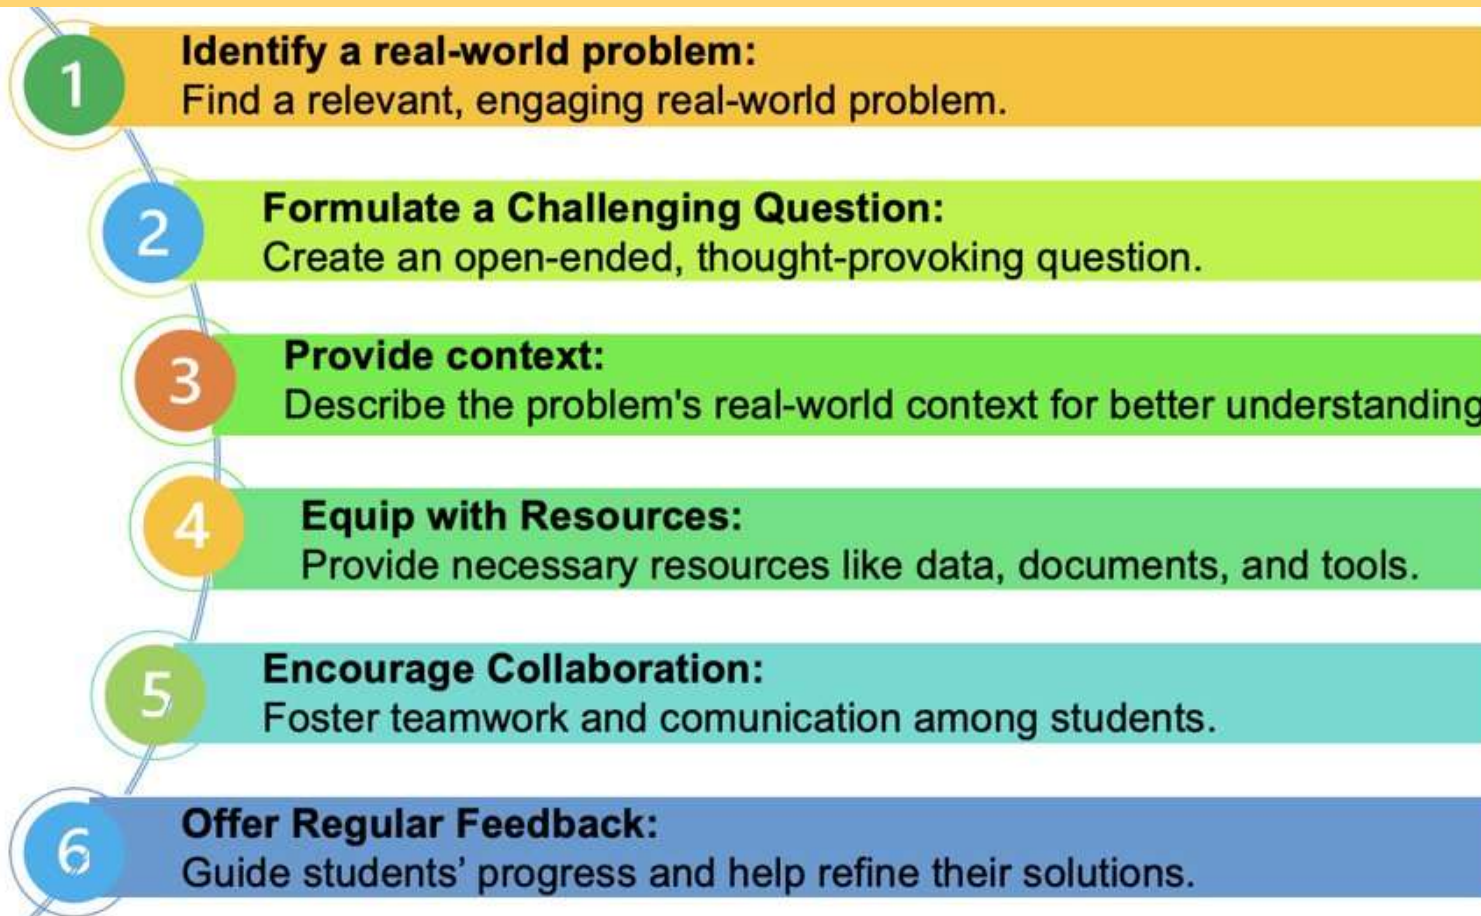 1
Identify a real-world problem:
Find a relevant, engaging real-world problem.
2
Formulate a Challenging Question:
Create an open-ended, thought-provoking question.
3
Provide context:
Describe the problem's real-world context for better understanding
4
Equip with Resources:
Provide necessary resources like data, documents, and tools.
5
Encourage Collaboration:
Foster teamwork and comunication among students.
6
Offer Regular Feedback:
Guide students’ progress and help refine their solutions.